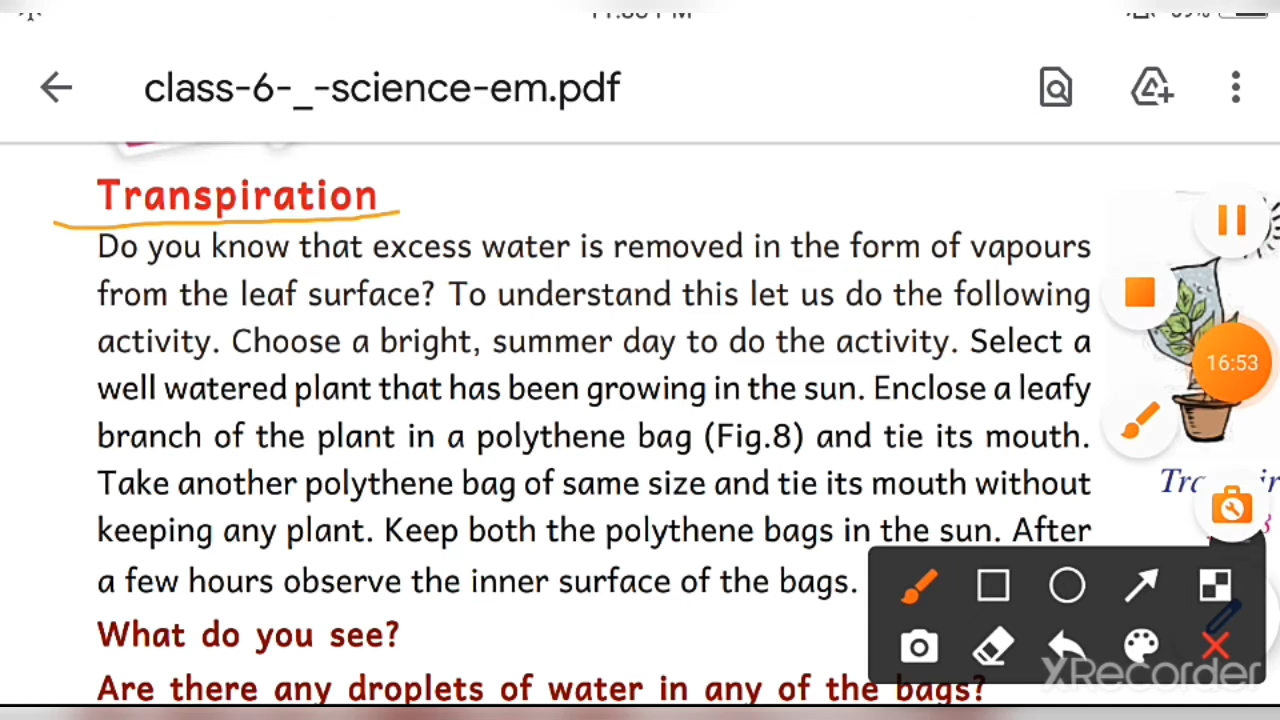 class-6-_-science-em.pdf
Transpiration
Do you know that excess water is removed in the form of vapours
from the leaf surface? To understand this let us do the following
activity. Choose a bright, summer day to do the activity. Select a
well watered plant that has been growing in the sun. Enclose a leafy
branch of the plant in a polythene bag (Fig.8) and tie its mouth.
Take another polythene bag of same size and tie its mouth without
keeping any plant. Keep both the polythene bags in the sun. After
a few hours observe the inner surface of the bags.
What do you see?
Are there any droplets of water in any of the bags?
16:53
XRecorder